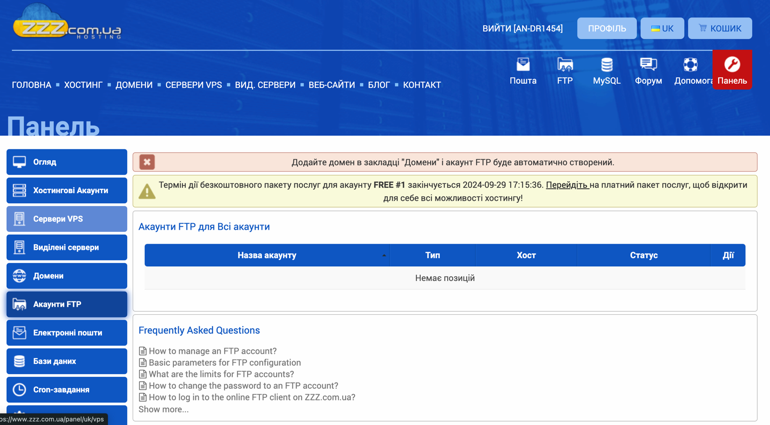 ZZZ.com.ua
HOSTING
ВИЙТИ [AN-DR1454]
ПРОФІЛЬ
UK
КОШИК
Пошта
FTP
MySQL
Форум
Допомога
Панель
ГОЛОВНА
ХОСТИНГ
ДОМЕНИ
СЕРВЕРИ VPS
ВИД. СЕРВЕРИ
ВЕБ-САЙТИ
БЛОГ
КОНТАКТ
Панель
Огляд
Хостингові Акаунти
Сервери VPS
Виділені сервери
Домени
Акаунти FTP
Електронні пошти
Бази даних
Cron-завдання
Додайте домен в закладці "Домени" і акаунт FTP буде автоматично створений.
Термін дії безкоштовного пакету послуг для акаунту FREE #1 закінчується 2024-09-29 17:15:36. Перейдіть на платний пакет послуг, щоб відкрити
для себе всі можливості хостингу!
Акаунти FTP для Всі акаунти
Назва акаунту
Тип
Хост
Статус
Дії
Немає позицій
Frequently Asked Questions
How to manage an FTP account?
Basic parameters for FTP configuration
What are the limits for FTP accounts?
How to change the password to an FTP account?
How to log in to the online FTP client on ZZZ.com.ua?
Show more...
ps://www.zzz.com.ua/panel/uk/vps